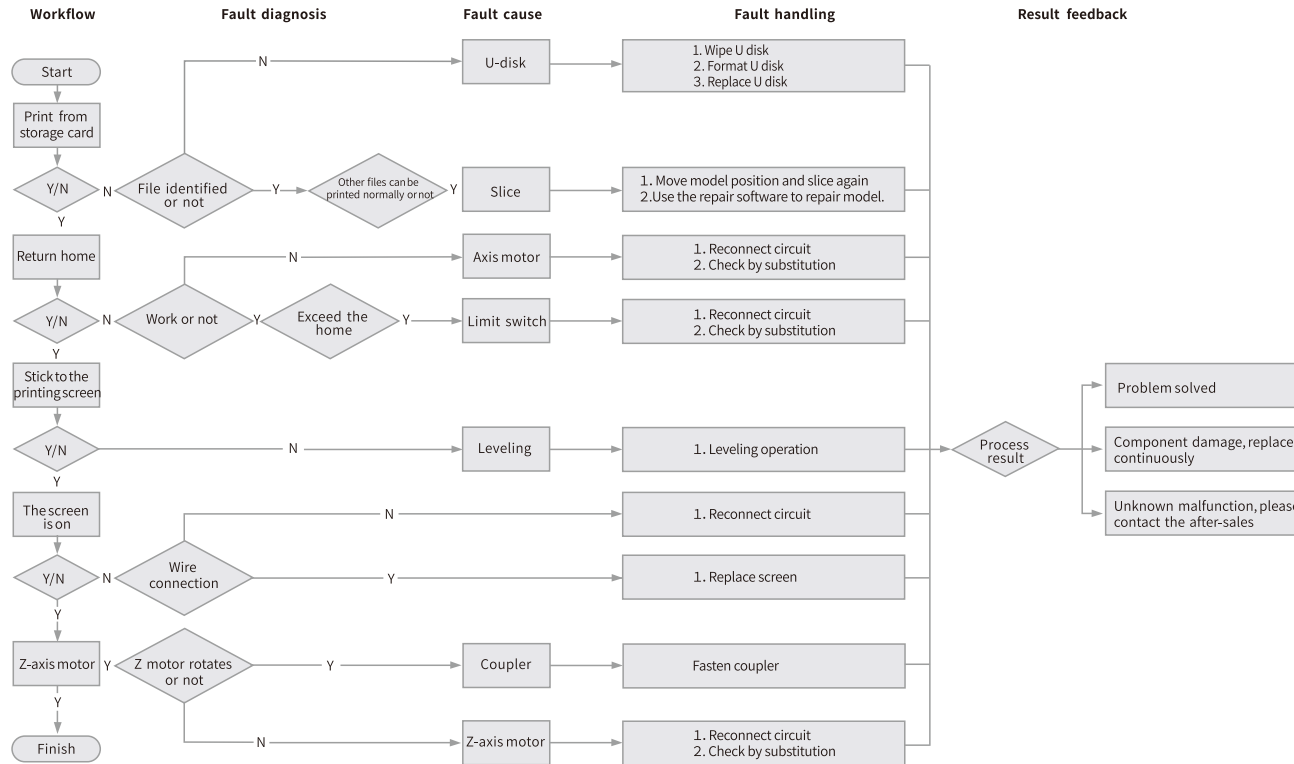 Workflow
Fault diagnosis
Fault cause
Fault handling
Result feedback
Start
Print from
storage card
Y/N
N
File identified
or not
N
Y
Other files can be
printed normally or not
Y
U-disk
1. Wipe U disk
2. Format U disk
3. Replace U disk
Slice
1. Move model position and slice again
2.Use the repair software to repair model.
Y
Return home
Y/N
N
Work or not
N
Axis motor
1. Reconnect circuit
2. Check by substitution
Y
Exceed the
home
Y
Limit switch
1. Reconnect circuit
2. Check by substitution
Y
Stick to the
printing screen
Y/N
N
Leveling
1. Leveling operation
Y
The screen
is on
Y/N
N
Wire
connection
N
1. Reconnect circuit
Y
1. Replace screen
Y
Z-axis motor
Y
Z motor rotates
or not
Y
Coupler
Fasten coupler
N
Z-axis motor
1. Reconnect circuit
2. Check by substitution
Y
Finish
Process
result
Problem solved
Component damage, replace
continuously
Unknown malfunction, please
contact the after-sales